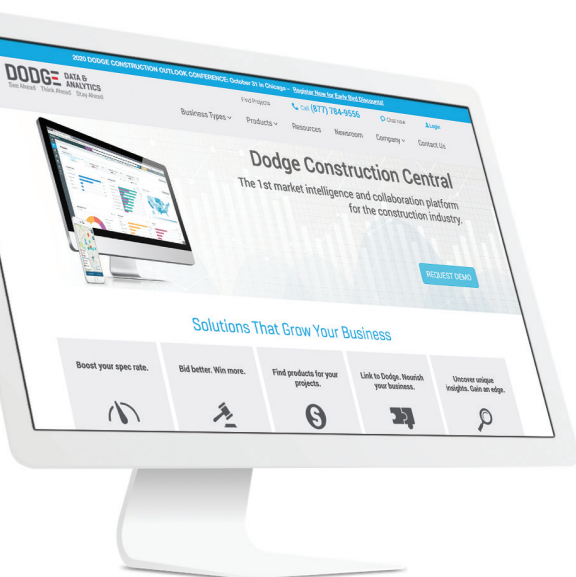 2020 DODGE CONSTRUCTION OUTLOOK CONFERENCE: October 31 in Chicago - Register Now for Early Bird Discounts!
DODGE DATA &
ANALYTICS
See Ahead Think Ahead Stay Ahead
Find Projects Call (877) 784-9556 Chat now Login
Business Types Products Resources Newsroom Company Contact Us
Dodge Construction Central
The 1st market intelligence and collaboration platform
for the construction industry.
REQUEST DEMO
Solutions That Grow Your Business
Boost your spec rate.
Bid better. Win more.
Find products for your
projects.
Link to Dodge. Nourish
your business.
Uncover unique
insights. Gain an edge.